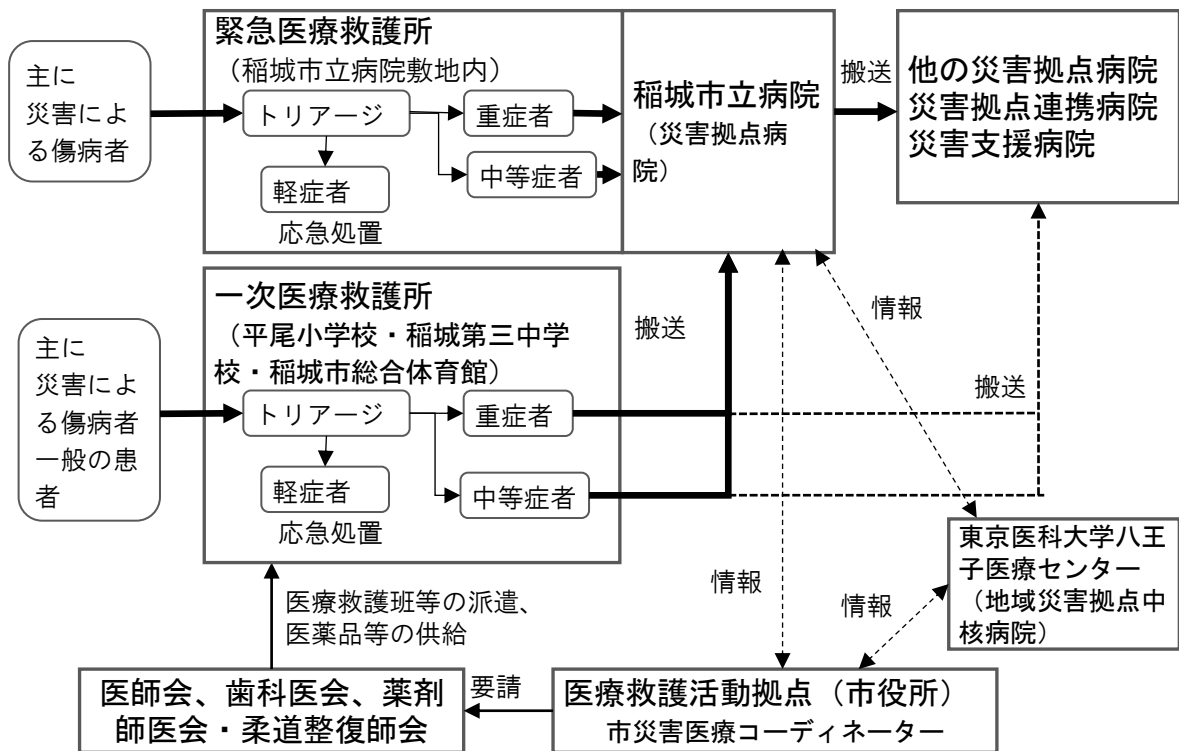 主に
災害によ
る傷病者
緊急医療救護所
（稲城市立病院敷地内）
トリアージ
重症者
中等症者
軽症者
応急処置
稲城市立病院
（災害拠点病
院）
搬送
他の災害拠点病院
災害拠点連携病院
災害支援病院
主に
災害によ
る傷病者
一般の患
者
一次医療救護所
（平尾小学校・稲城第三中学
校・稲城市総合体育館）
トリアージ
重症者
中等症者
軽症者
応急処置
搬送
情報
搬送
情報
情報
東京医科大学八王
子医療センター
（地域災害拠点中
核病院）
医療救護班等の派遣、
医薬品等の供給
医師会、歯科医会、薬剤
師医会・柔道整復師会
要請
医療救護活動拠点（市役所）
市災害医療コーディネーター